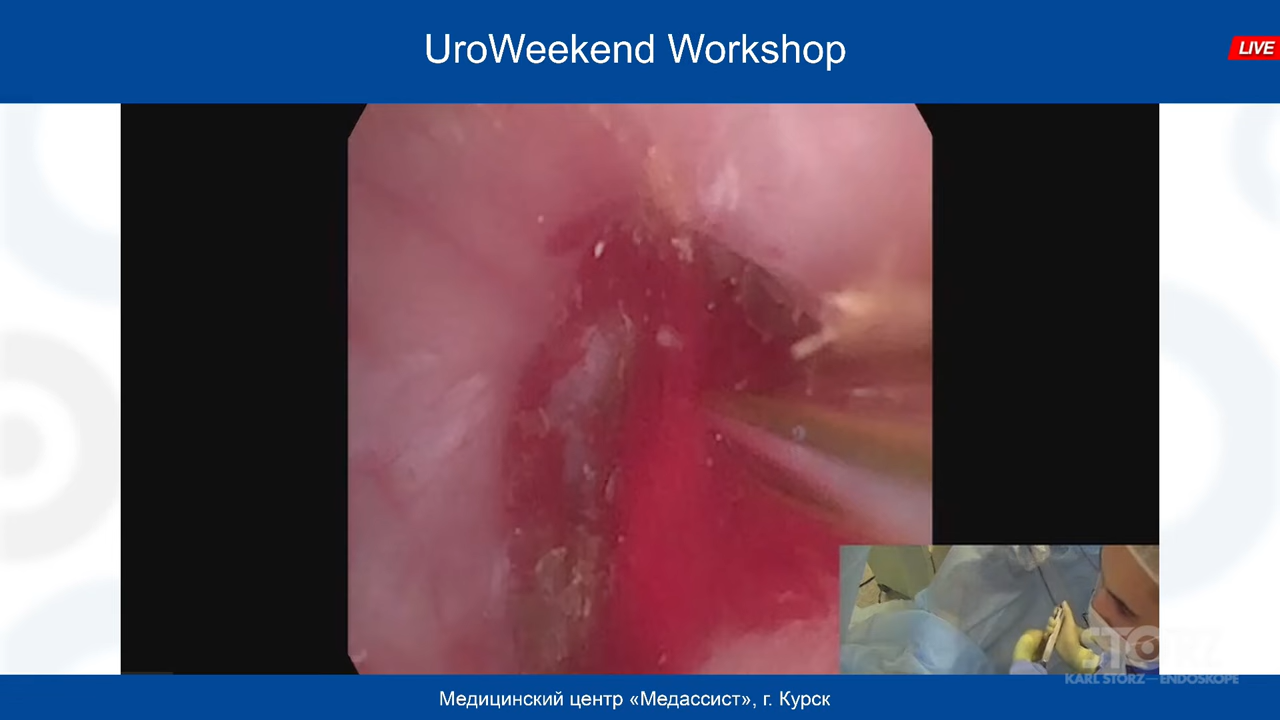 UroWeekend Workshop
LIVE
STORZ
KARL STORZ—ENDOSKOPE
Медицинский центр «Медассист», г. Курск